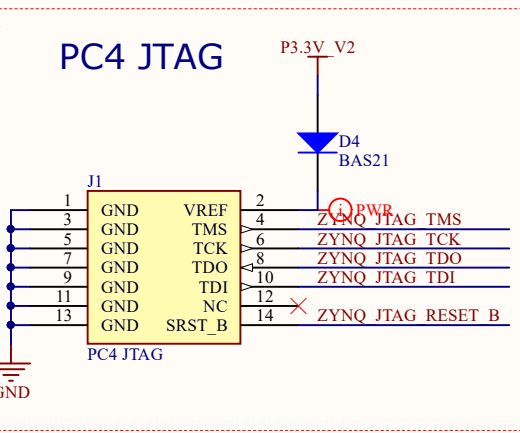 P3.3V_V2
PC4 JTAG
D4
BAS21
J1
1 GND VREF 2 i PWR
3 GND TMS 4 ZYNQ_JTAG_TMS
5 GND TCK 6 ZYNQ_JTAG_TCK
7 GND TDO 8 ZYNQ_JTAG_TDO
9 GND TDI 10 ZYNQ_JTAG_TDI
11 GND NC 12
13 GND SRST_B 14 ZYNQ_JTAG_RESET_B
PC4 JTAG
GND